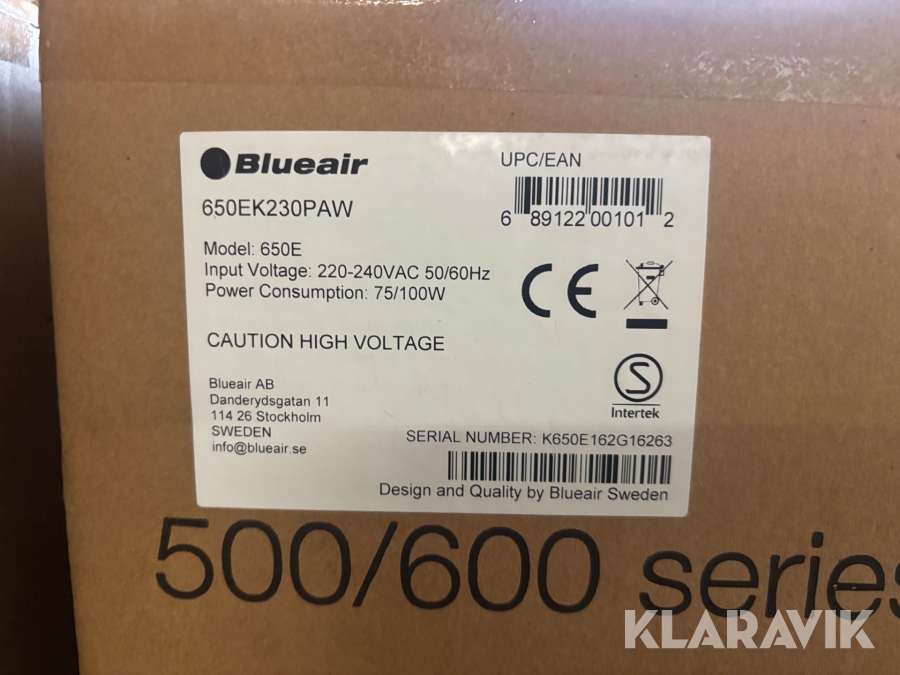 Blueair
650EK230PAW
Model: 650E
Input Voltage: 220-240VAC 50/60Hz
Power Consumption: 75/100W
CAUTION HIGH VOLTAGE
Blueair AB
Danderydsgatan 11
114 26 Stockholm
SWEDEN
info@blueair.se
UPC/EAN
6 89122 00101 2
CE
S
Intertek
SERIAL NUMBER: K650E162G16263
Design and Quality by Blueair Sweden
500/600 series
KLARAVIK